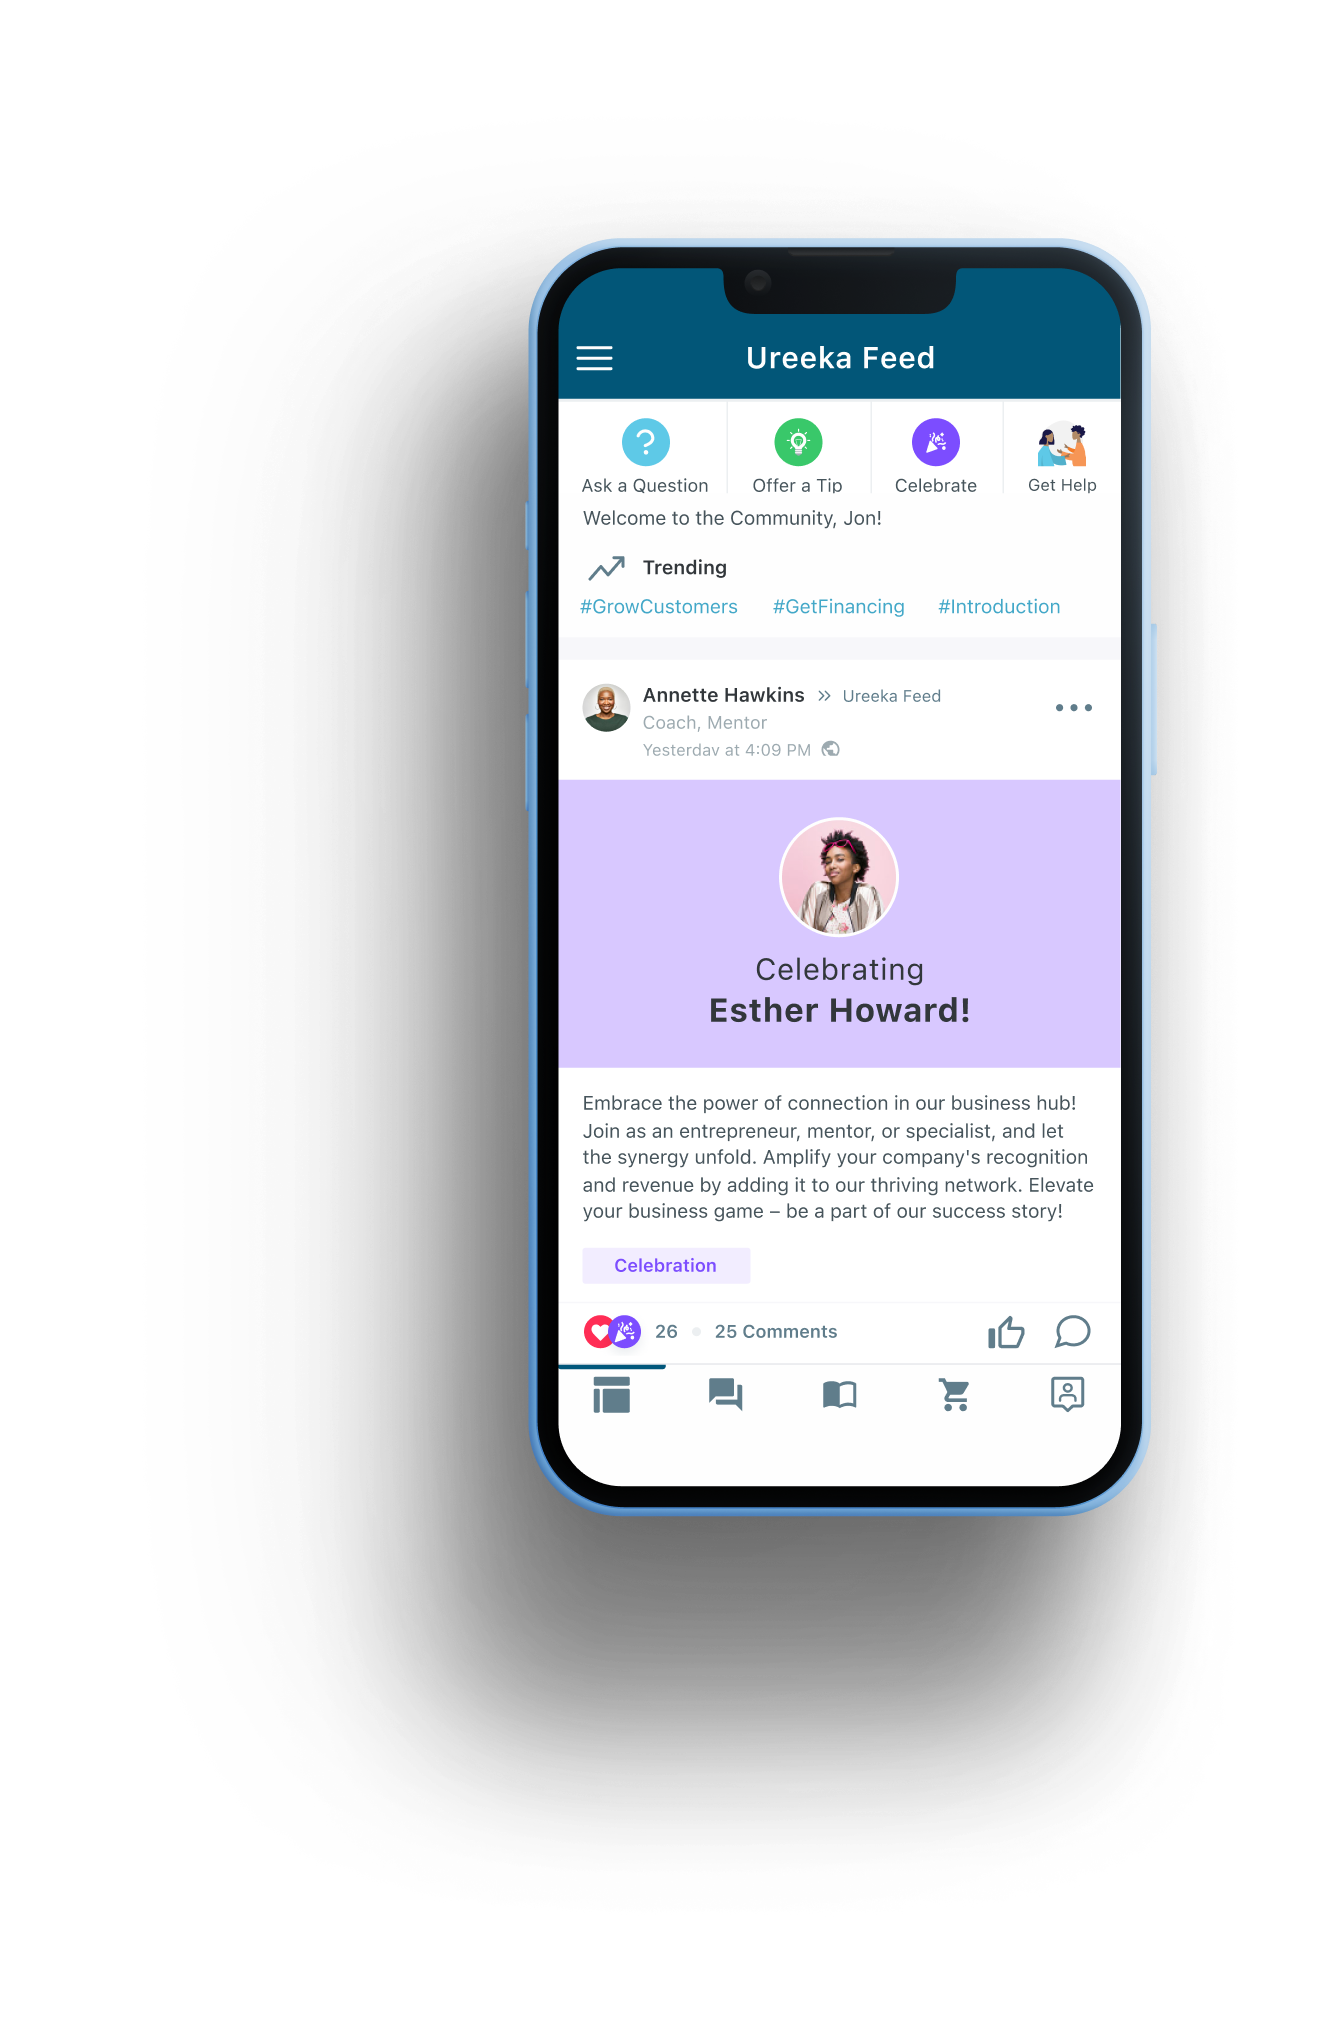 Ureeka Feed
Ask a Question
Offer a Tip
Celebrate
Get Help
Welcome to the Community, Jon!
Trending
#GrowCustomers #GetFinancing #Introduction
Annette Hawkins » Ureeka Feed
Coach, Mentor
Yesterday at 4:09 PM
Celebrating
Esther Howard!
Embrace the power of connection in our business hub!
Join as an entrepreneur, mentor, or specialist, and let
the synergy unfold. Amplify your company's recognition
and revenue by adding it to our thriving network. Elevate
your business game – be a part of our success story!
Celebration
26 • 25 Comments